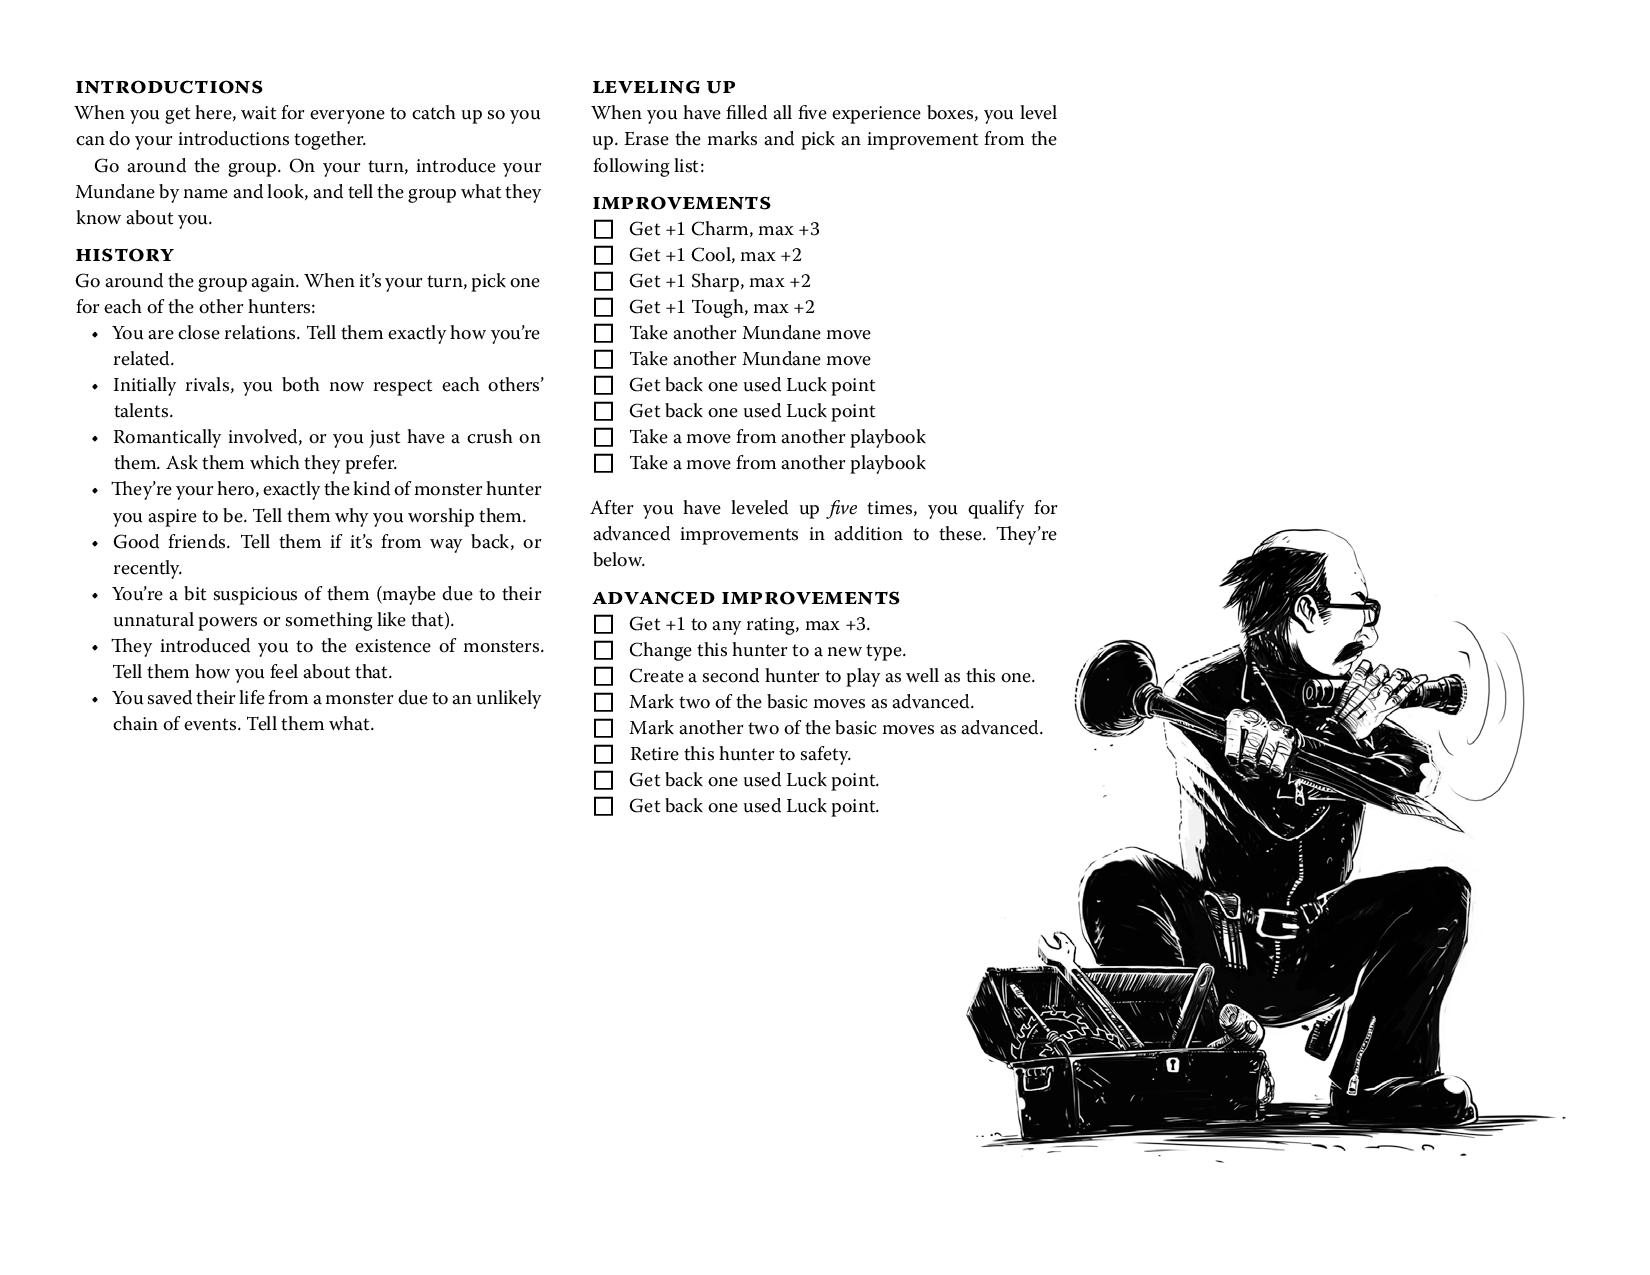 INTRODUCTIONS
When you get here, wait for everyone to catch up so you
can do your introductions together.
Go around the group. On your turn, introduce your
Mundane by name and look, and tell the group what they
know about you.
HISTORY
Go around the group again. When it's your turn, pick one
for each of the other hunters:
• You are close relations. Tell them exactly how you're
related.
• Initially rivals, you both now respect each others'
talents.
• Romantically involved, or you just have a crush on
them. Ask them which they prefer.
• They're your hero, exactly the kind of monster hunter
you aspire to be. Tell them why you worship them.
• Good friends. Tell them if it's from way back, or
recently.
• You're a bit suspicious of them (maybe due to their
unnatural powers or something like that).
• They introduced you to the existence of monsters.
Tell them how you feel about that.
• You saved their life from a monster due to an unlikely
chain of events. Tell them what.
LEVELING UP
When you have filled all five experience boxes, you level
up. Erase the marks and pick an improvement from the
following list:
IMPROVEMENTS
Get +1 Charm, max +3
Get +1 Cool, max +2
Get +1 Sharp, max +2
Get +1 Tough, max +2
Take another Mundane move
Take another Mundane move
Get back one used Luck point
Get back one used Luck point
Take a move from another playbook
Take a move from another playbook
After you have leveled up five times, you qualify for
advanced improvements in addition to these. They're
below.
ADVANCED IMPROVEMENTS
Get +1 to any rating, max +3.
Change this hunter to a new type.
Create a second hunter to play as well as this one.
Mark two of the basic moves as advanced.
Mark another two of the basic moves as advanced.
Retire this hunter to safety.
Get back one used Luck point.
Get back one used Luck point.